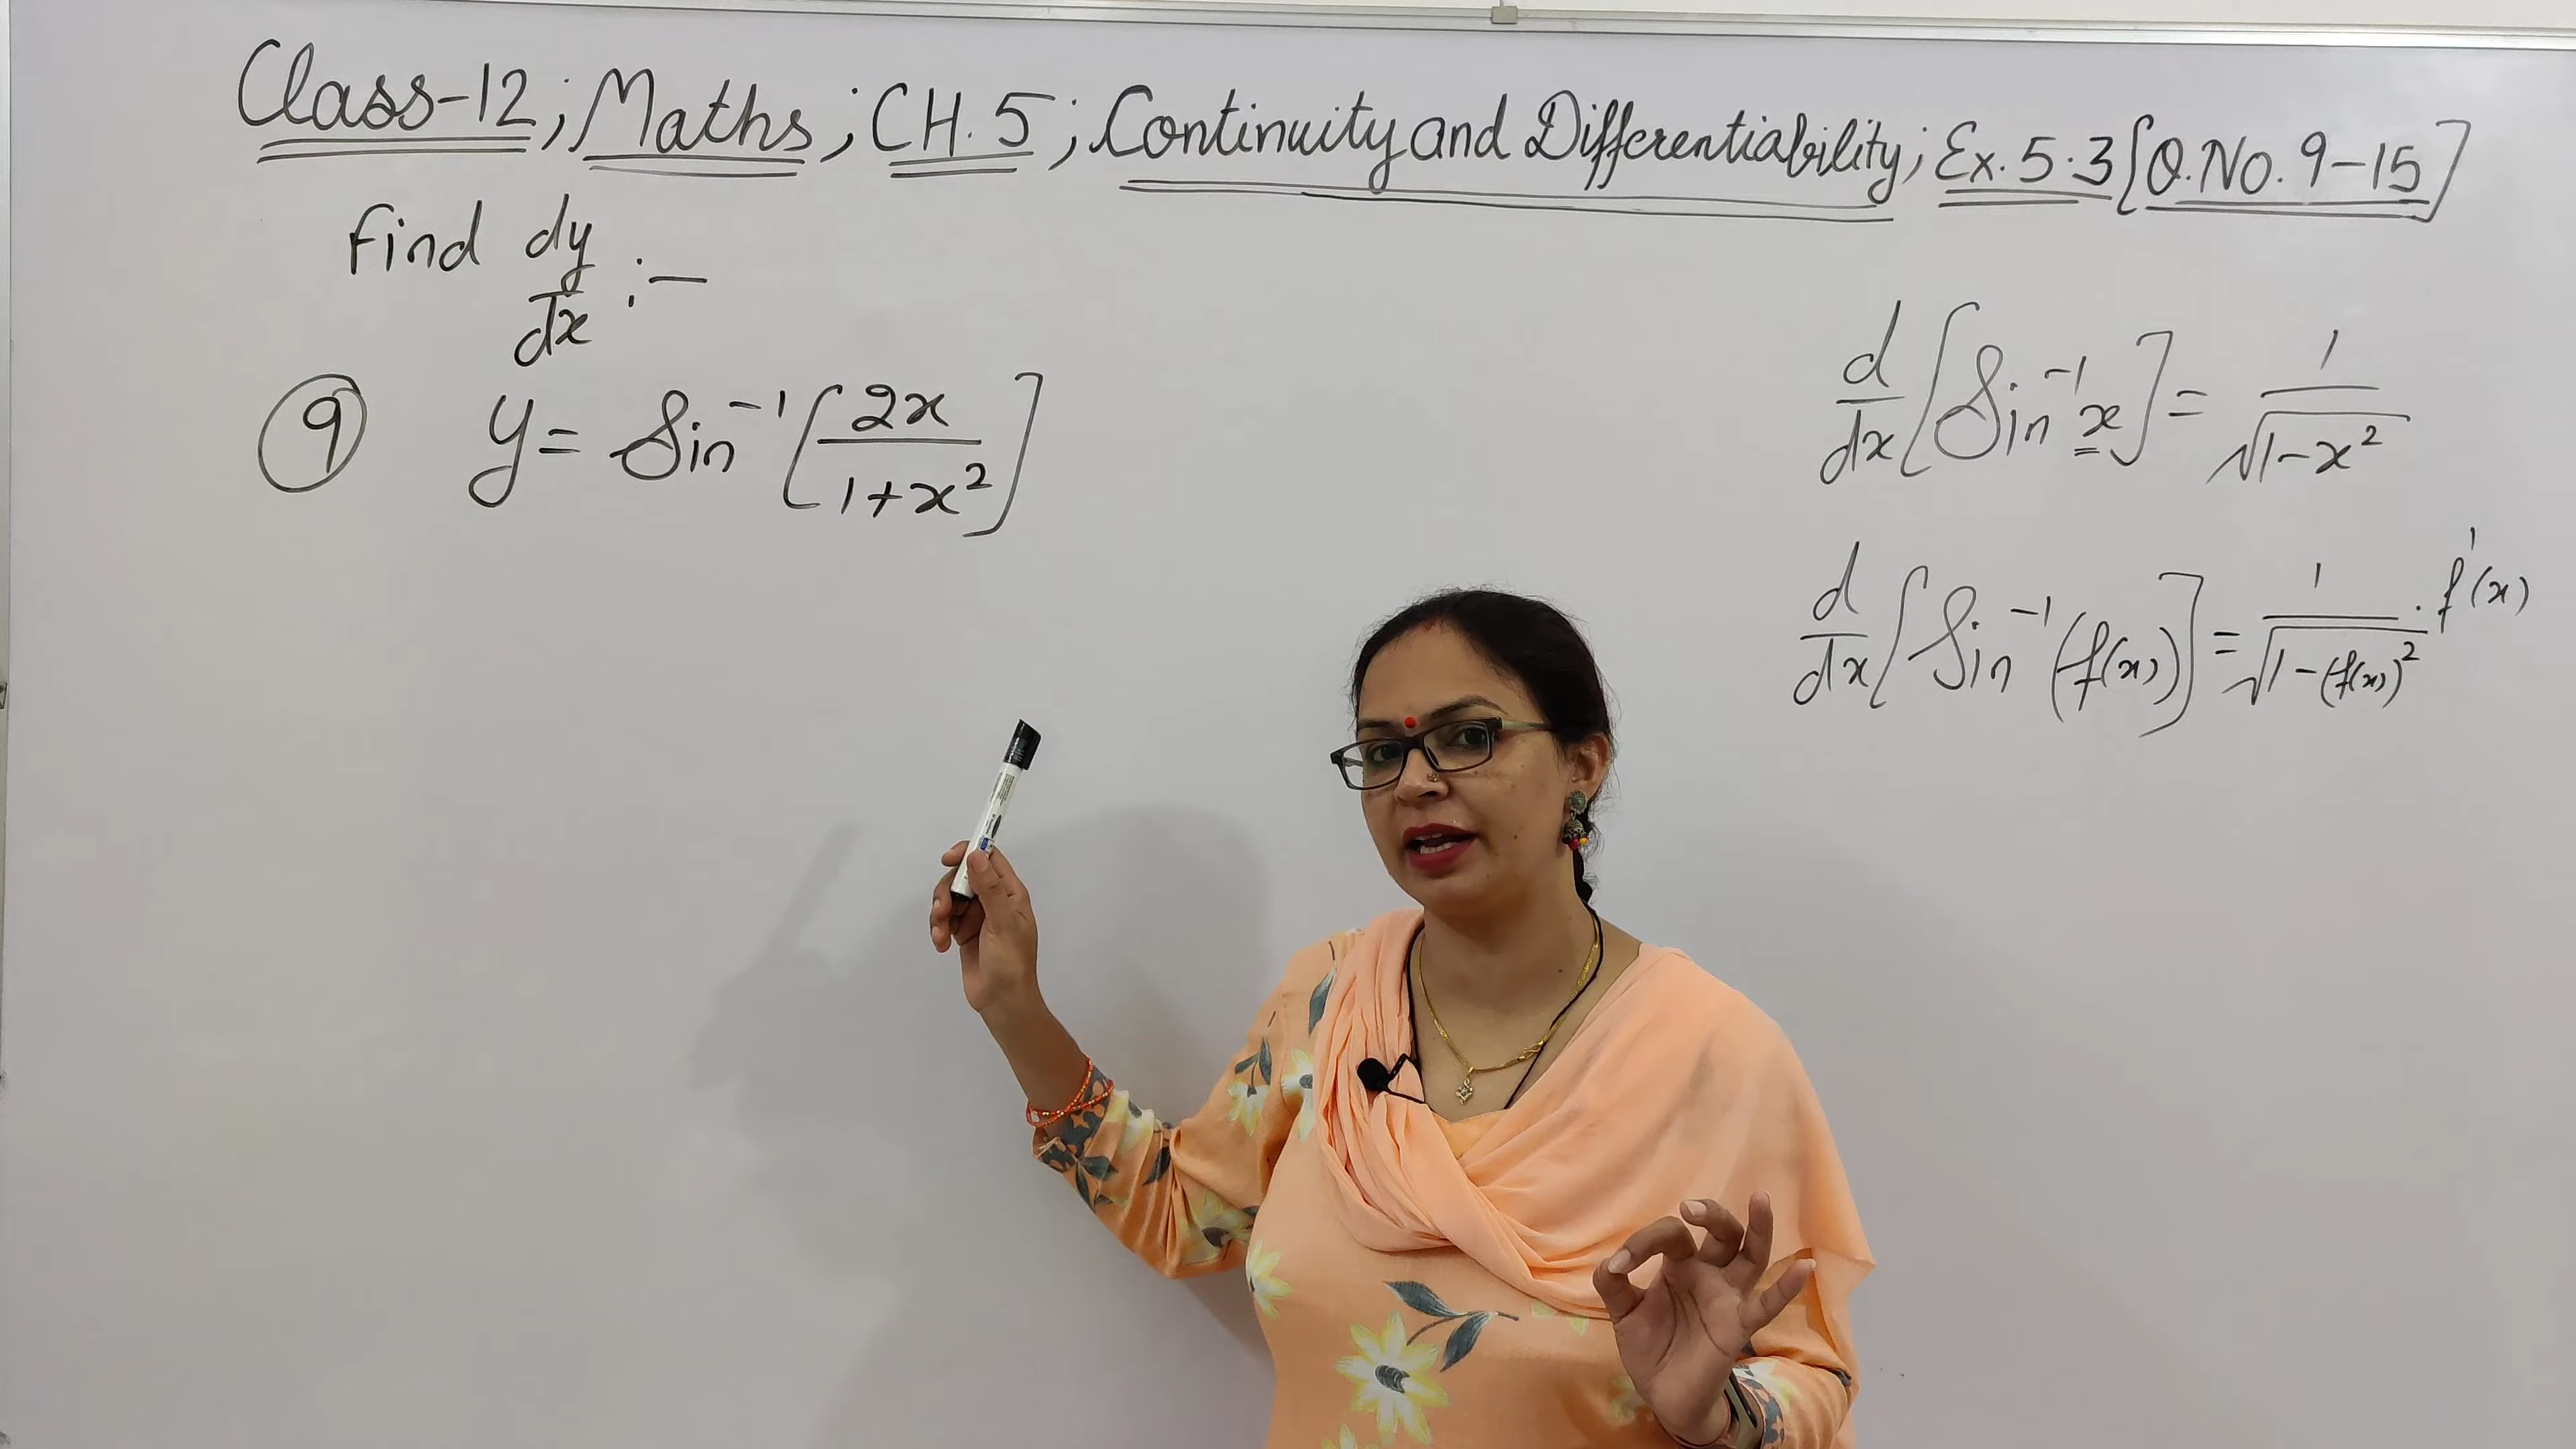 Class-12; Maths; CH.5; Continuity and Differentiability; Ex. 5.3 [Q.No. 9-15]
Find dy/dx :-
⑨ y = Sin⁻¹[2x/(1+x²)]
d/dx[Sin⁻¹x] = 1/√(1-x²)
d/dx[Sin⁻¹(f(x))] = 1/√(1-(f(x))²) . f'(x)